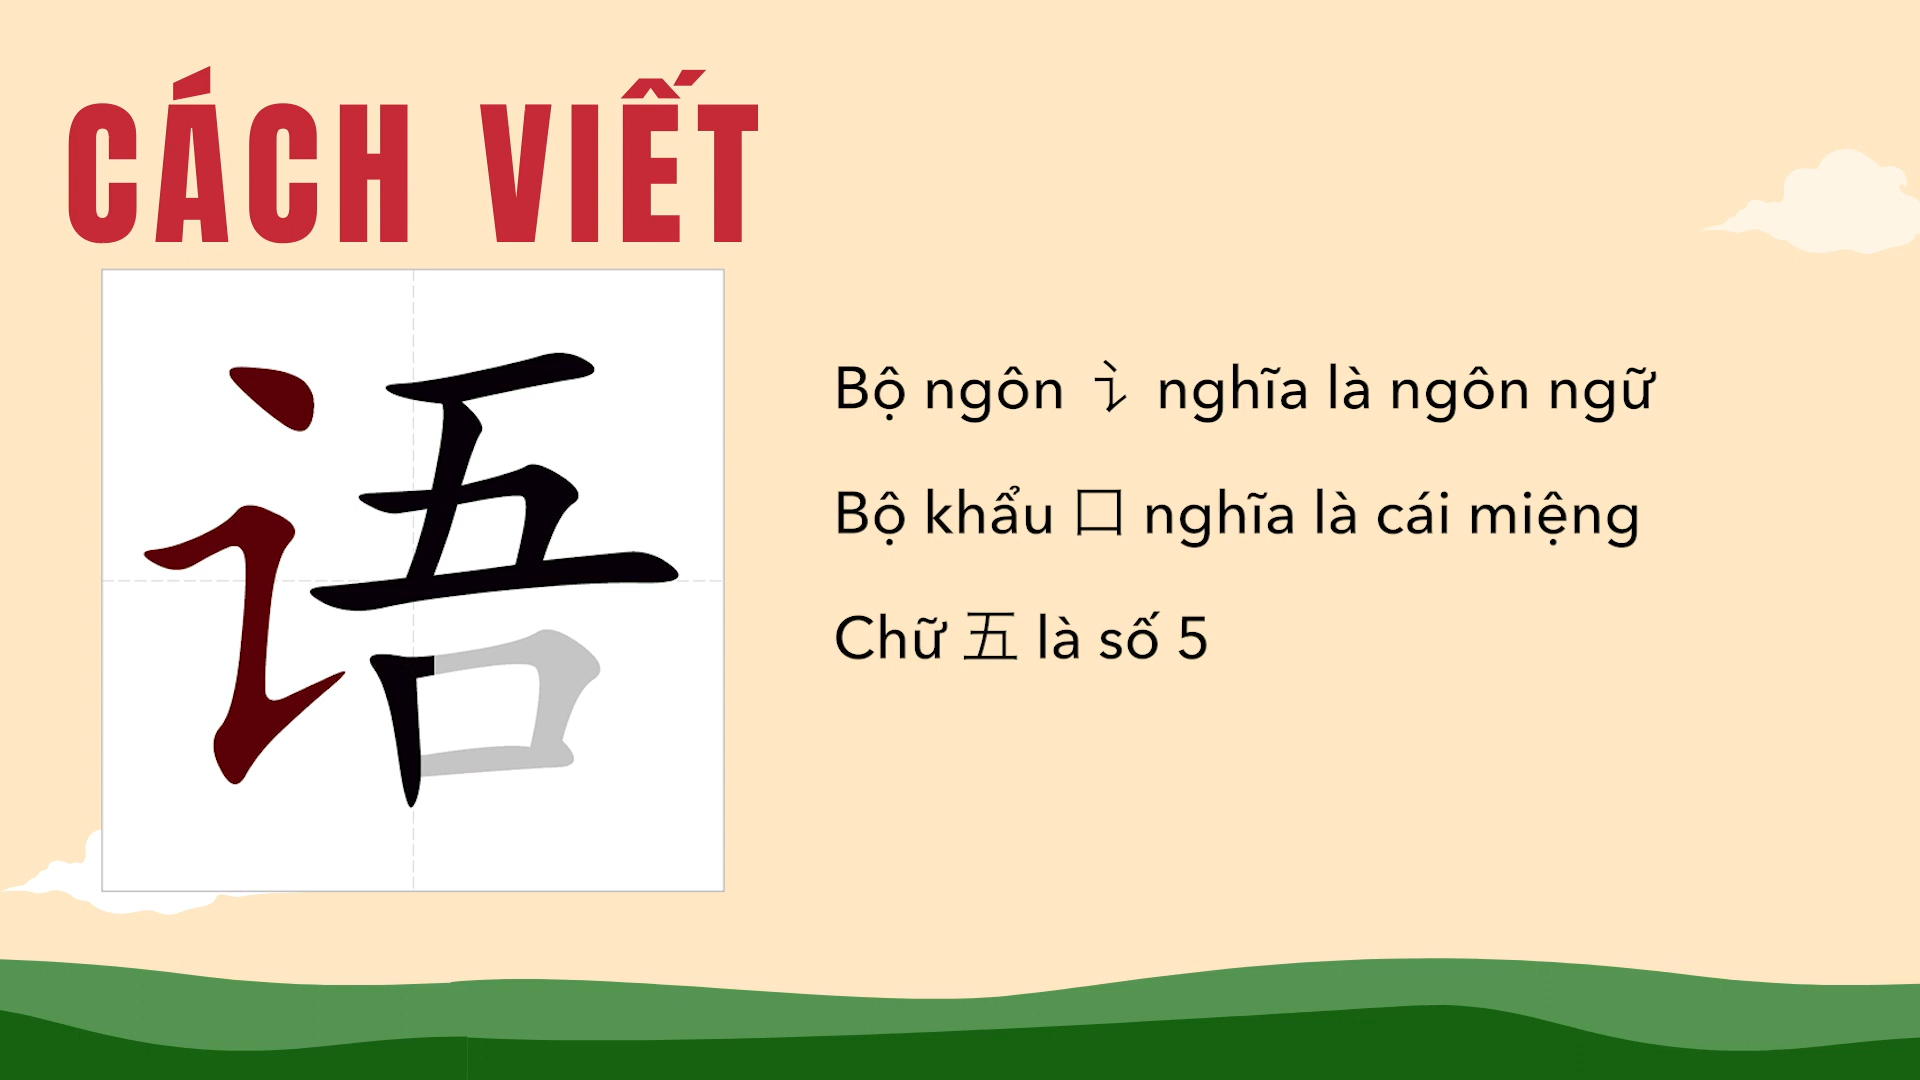 CÁCH VIẾT
语
Bộ ngôn 讠 nghĩa là ngôn ngữ
Bộ khẩu 口 nghĩa là cái miệng
Chữ 五 là số 5